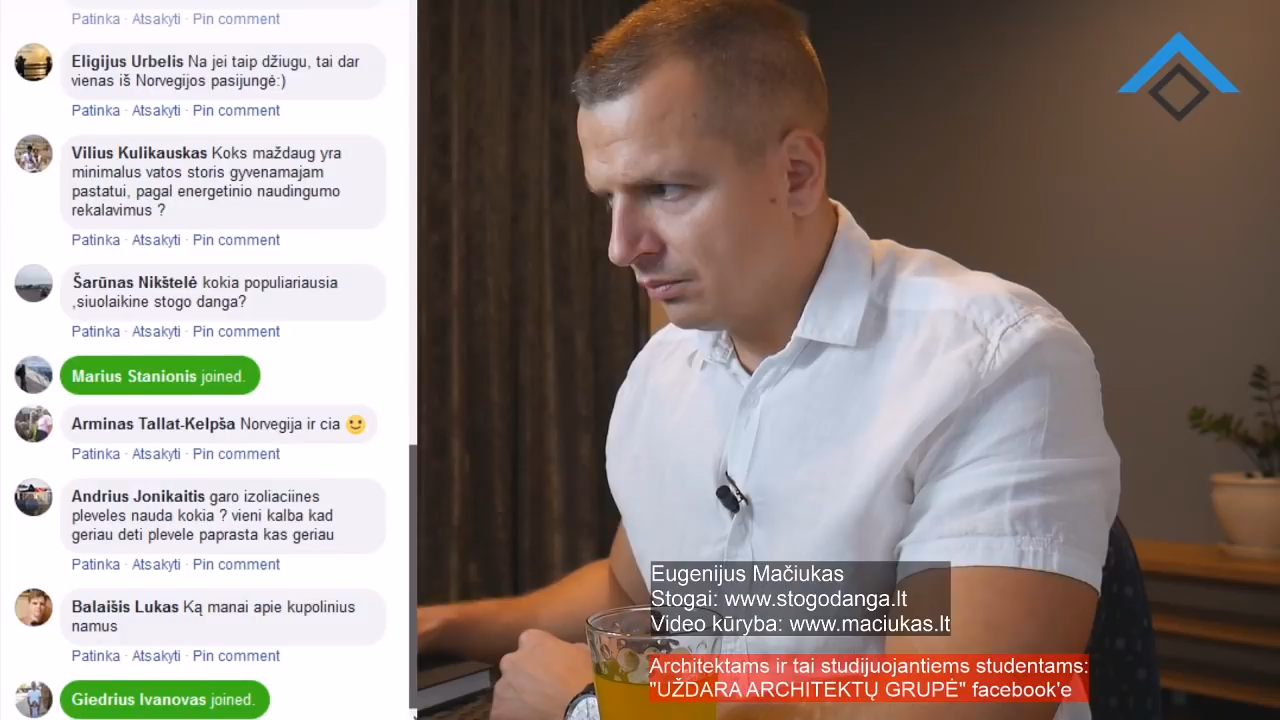 Patinka · Atsakyti · Pin comment
Eligijus Urbelis Na jei taip džiugu, tai dar
vienas iš Norvegijos pasijungė:)
Patinka · Atsakyti · Pin comment
Vilius Kulikauskas Koks maždaug yra
minimalus vatos storis gyvenamajam
pastatui, pagal energetinio naudingumo
rekalavimus ?
Patinka · Atsakyti · Pin comment
Šarūnas Nikštelė kokia populiariausia
,siuolaikine stogo danga?
Patinka · Atsakyti · Pin comment
Marius Stanionis joined.
Arminas Tallat-Kelpša Norvegija ir cia 🙂
Patinka · Atsakyti · Pin comment
Andrius Jonikaitis garo izoliaciines
pleveles nauda kokia ? vieni kalba kad
geriau deti plevele paprasta kas geriau
Patinka · Atsakyti · Pin comment
Balaišis Lukas Ką manai apie kupolinius
namus
Patinka · Atsakyti · Pin comment
Giedrius Ivanovas joined.
Eugenijus Mačiukas
Stogai: www.stogodanga.lt
Video kūryba: www.maciukas.lt
Architektams ir tai studijuojantiems studentams:
"UŽDARA ARCHITEKTŲ GRUPĖ" facebook'e